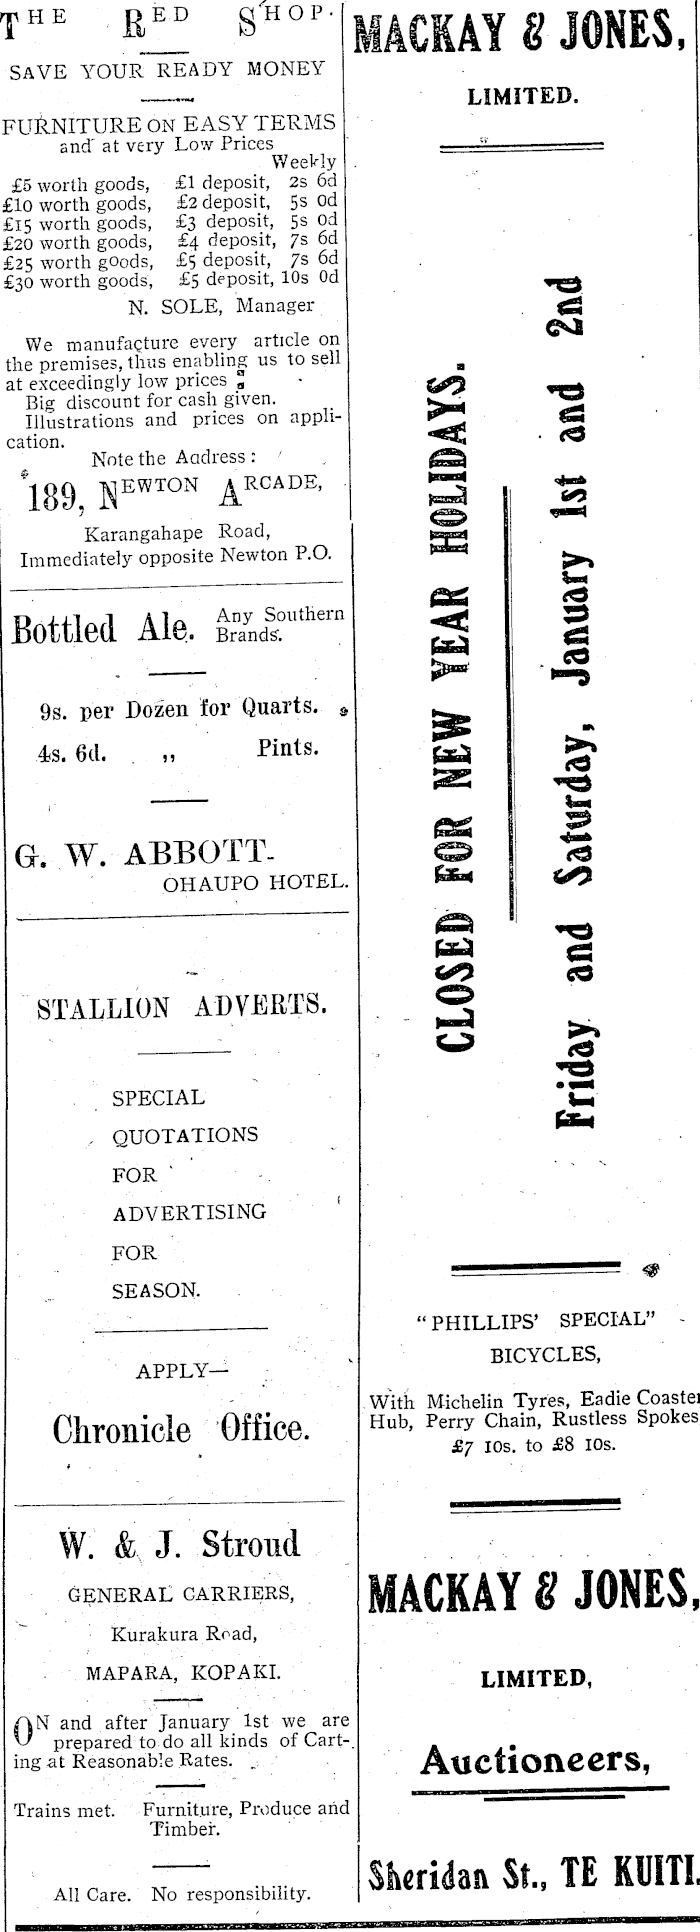 THE RED SHOP.
SAVE YOUR READY MONEY
FURNITURE ON EASY TERMS
and at very Low Prices
Weekly
£5 worth goods, £1 deposit, 2s 6d
£10 worth goods, £2 deposit, 5s 0d
£15 worth goods, £3 deposit, 5s 0d
£20 worth goods, £4 deposit, 7s 6d
£25 worth goods, £5 deposit, 7s 6d
£30 worth goods, £5 deposit, 10s 0d
N. SOLE, Manager
We manufacture every article on
the premises, thus enabling us to sell
at exceedingly low prices
Big discount for cash given.
Illustrations and prices on appli-
cation.
Note the Address:
189, NEWTON ARCADE,
Karangahape Road,
Immediately opposite Newton P.O.
Bottled Ale. Any Southern
Brands.
9s. per Dozen for Quarts.
4s. 6d. ,, Pints.
G. W. ABBOTT-
OHAUPO HOTEL.
STALLION ADVERTS.
SPECIAL
QUOTATIONS
FOR
ADVERTISING
FOR
SEASON.
APPLY—
Chronicle Office.
W. & J. Stroud
GENERAL CARRIERS,
Kurakura Road,
MAPARA, KOPAKI.
ON and after January 1st we are
prepared to do all kinds of Cart-
ing at Reasonable Rates.
Trains met. Furniture, Produce and
Timber.
All Care. No responsibility.
MACKAY & JONES,
LIMITED.
CLOSED FOR NEW YEAR HOLIDAYS.
Friday and Saturday, January 1st and 2nd
"PHILLIPS' SPECIAL"
BICYCLES,
With Michelin Tyres, Eadie Coaster
Hub, Perry Chain, Rustless Spokes
£7 10s. to £8 10s.
MACKAY & JONES,
LIMITED,
Auctioneers,
Sheridan St., TE KUITI.